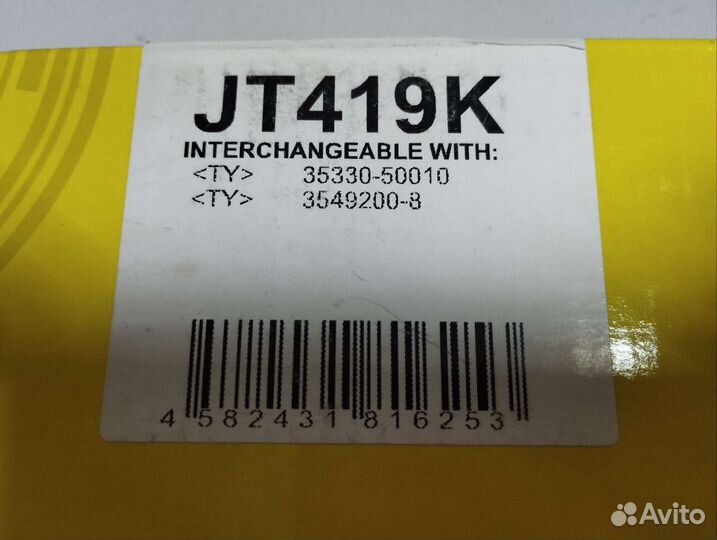 JT419K
INTERCHANGEABLE WITH:
<TY> 35330-50010
<TY> 3549200-8
4 582431 816253
Avito